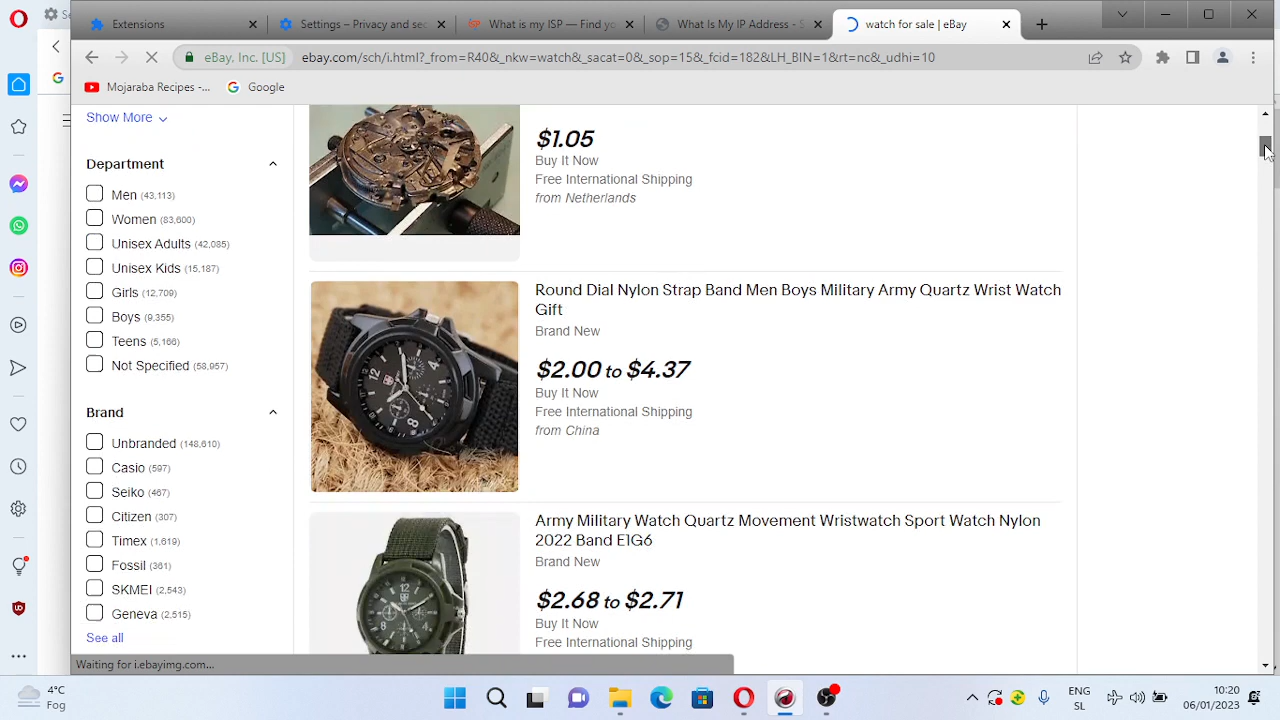 Se
Extensions
Settings – Privacy and sec
What is my ISP — Find yo
What Is My IP Address - S
watch for sale | eBay
eBay, Inc. [US]
ebay.com/sch/i.html?_from=R40&_nkw=watch&_sacat=0&_sop=15&_fcid=182&LH_BIN=1&rt=nc&_udhi=10
Mojaraba Recipes -...
Google
Show More
Department
Men (43,113)
Women (83,600)
Unisex Adults (42,085)
Unisex Kids (15,187)
Girls (12,709)
Boys (9,355)
Teens (5,166)
Not Specified (58,957)
Brand
Unbranded (148,610)
Casio (597)
Seiko (467)
Citizen (307)
Timex (1,619)
Fossil (361)
SKMEI (2,543)
Geneva (2,515)
See all
$1.05
Buy It Now
Free International Shipping
from Netherlands
Round Dial Nylon Strap Band Men Boys Military Army Quartz Wrist Watch
Gift
Brand New
$2.00 to $4.37
Buy It Now
Free International Shipping
from China
Army Military Watch Quartz Movement Wristwatch Sport Watch Nylon
2022 Band E1G6
Brand New
$2.68 to $2.71
Buy It Now
Free International Shipping
Waiting for i.ebayimg.com...
4°C
Fog
ENG
SL
10:20
06/01/2023